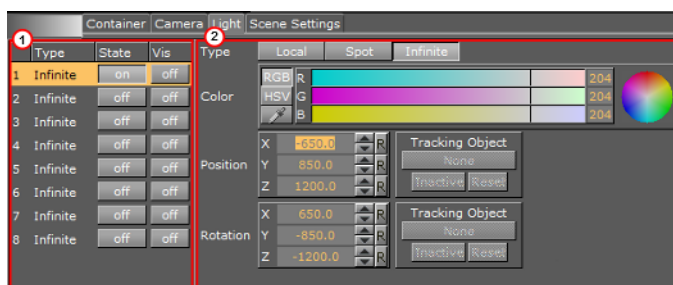 Container Camera Light Scene Settings
1 2
Type State Vis Type Local Spot Infinite
1 Infinite on off RGB R 204
2 Infinite off off Color HSV G 204
3 Infinite off off B 204
4 Infinite off off X -650.0 R Tracking Object
5 Infinite off off Position Y 850.0 R None
6 Infinite off off Z 1200.0 R Inactive Reset
7 Infinite off off X 650.0 R Tracking Object
8 Infinite off off Rotation Y -850.0 R None
Z -1200.0 R Inactive Reset